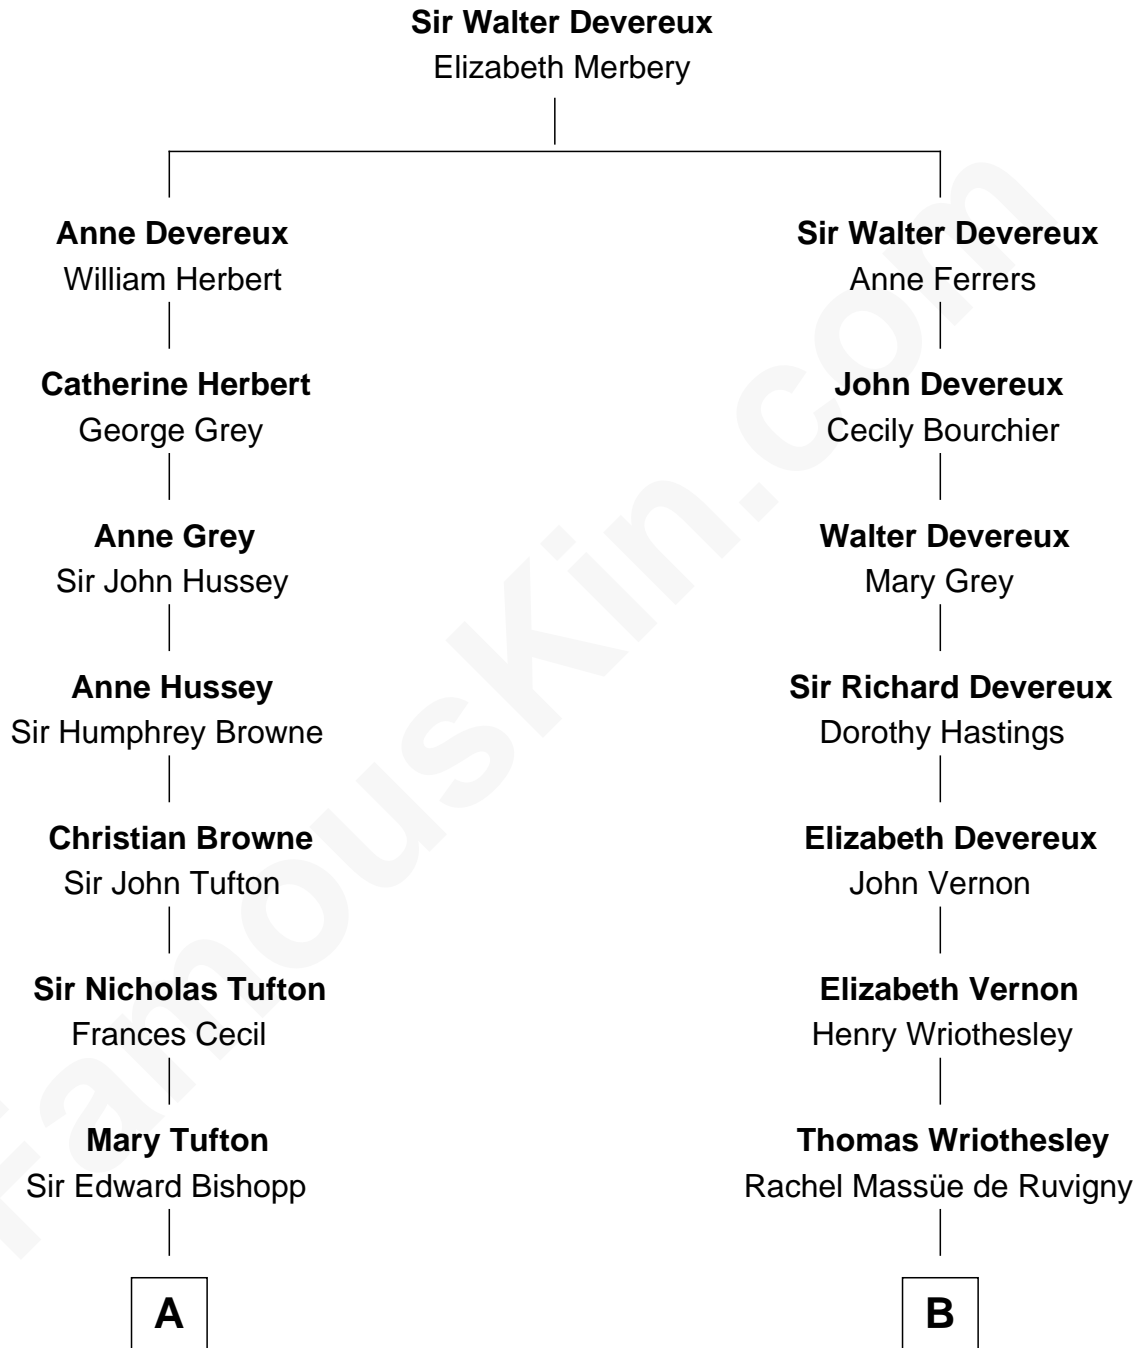 Sir Walter Devereux
Elizabeth Merbery
Anne Devereux
William Herbert
Sir Walter Devereux
Anne Ferrers
Catherine Herbert
George Grey
John Devereux
Cecily Bourchier
Anne Grey
Sir John Hussey
Walter Devereux
Mary Grey
Anne Hussey
Sir Humphrey Browne
Sir Richard Devereux
Dorothy Hastings
Christian Browne
Sir John Tufton
Elizabeth Devereux
John Vernon
Sir Nicholas Tufton
Frances Cecil
Elizabeth Vernon
Henry Wriothesley
Mary Tufton
Sir Edward Bishopp
Thomas Wriothesley
Rachel Massüe de Ruvigny
A
B
FamousKin.com